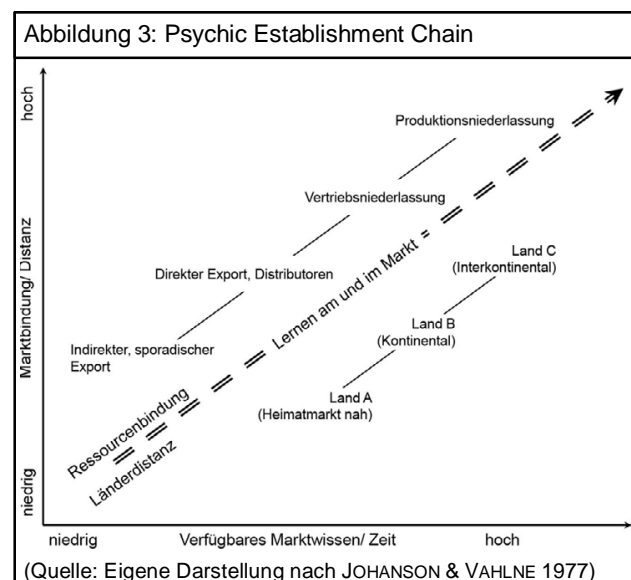 Abbildung 3: Psychic Establishment Chain
hoch
Marktbindung/ Distanz
niedrig
Produktionsniederlassung
Vertriebsniederlassung
Direkter Export, Distributoren
Indirekter, sporadischer
Export
Lernen am und im Markt
Ressourcenbindung
Länderdistanz
Land C
(Interkontinental)
Land B
(Kontinental)
Land A
(Heimatmarkt nah)
niedrig Verfügbares Marktwissen/ Zeit hoch
(Quelle: Eigene Darstellung nach JOHANSON & VAHLNE 1977)